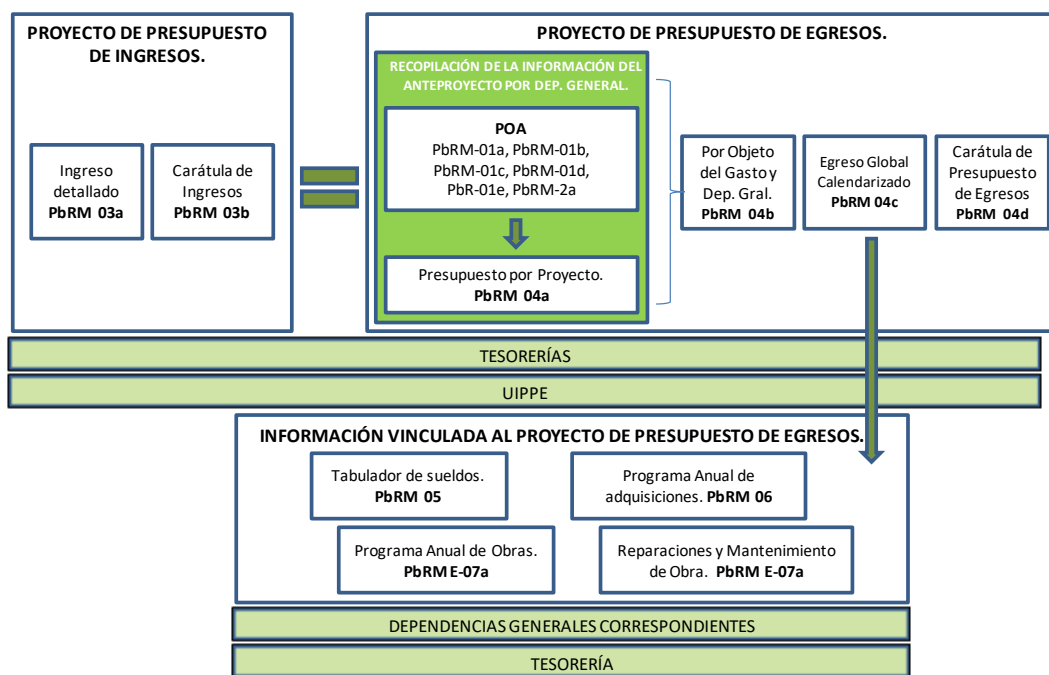 PROYECTO DE PRESUPUESTO
DE INGRESOS.
Ingreso
detallado
PbRM 03a
Carátula de
Ingresos
PbRM 03b
PROYECTO DE PRESUPUESTO DE EGRESOS.
RECOPILACIÓN DE LA INFORMACIÓN DEL
ANTEPROYECTO POR DEP. GENERAL.
POA
PbRM-01a, PbRM-01b,
PbRM-01c, PbRM-01d,
PbR-01e, PbRM-2a
Presupuesto por Proyecto.
PbRM 04a
Por Objeto
del Gasto y
Dep. Gral.
PbRM 04b
Egreso Global
Calendarizado
PbRM 04c
Carátula de
Presupuesto
de Egresos
PbRM 04d
TESORERÍAS
UIPPE
INFORMACIÓN VINCULADA AL PROYECTO DE PRESUPUESTO DE EGRESOS.
Tabulador de sueldos.
PbRM 05
Programa Anual de
adquisiciones. PbRM 06
Programa Anual de Obras.
PbRM E-07a
Reparaciones y Mantenimiento
de Obra. PbRM E-07a
DEPENDENCIAS GENERALES CORRESPONDIENTES
TESORERÍA